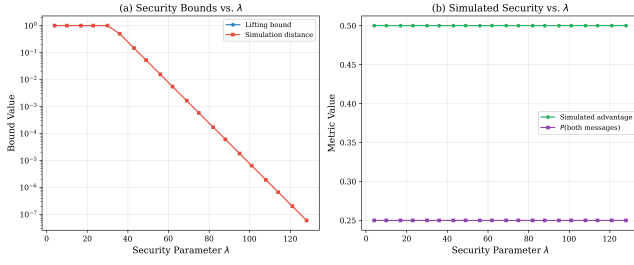 (a) Security Bounds vs. λ
Bound Value
10⁰
10⁻¹
10⁻²
10⁻³
10⁻⁴
10⁻⁵
10⁻⁶
10⁻⁷
Lifting bound
Simulation distance
0 20 40 60 80 100 120
Security Parameter λ
(b) Simulated Security vs. λ
Metric Value
0.50
0.45
0.40
0.35
0.30
0.25
Simulated advantage
P(both messages)
0 20 40 60 80 100 120
Security Parameter λ